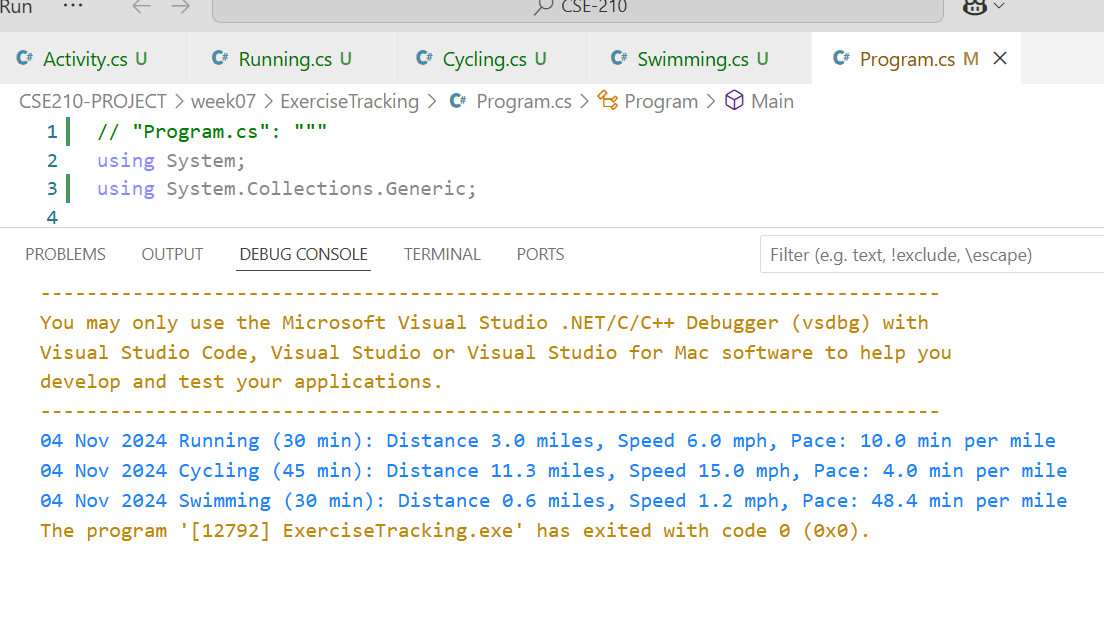 Run ... CSE-210
C# Activity.cs U C# Running.cs U C# Cycling.cs U C# Swimming.cs U C# Program.cs M
CSE210-PROJECT > week07 > ExerciseTracking > C# Program.cs > Program > Main
1 // "Program.cs": """
2 using System;
3 using System.Collections.Generic;
4
PROBLEMS OUTPUT DEBUG CONSOLE TERMINAL PORTS Filter (e.g. text, !exclude, \escape)
------------------------------------------------------------------------------
You may only use the Microsoft Visual Studio .NET/C/C++ Debugger (vsdbg) with
Visual Studio Code, Visual Studio or Visual Studio for Mac software to help you
develop and test your applications.
------------------------------------------------------------------------------
04 Nov 2024 Running (30 min): Distance 3.0 miles, Speed 6.0 mph, Pace: 10.0 min per mile
04 Nov 2024 Cycling (45 min): Distance 11.3 miles, Speed 15.0 mph, Pace: 4.0 min per mile
04 Nov 2024 Swimming (30 min): Distance 0.6 miles, Speed 1.2 mph, Pace: 48.4 min per mile
The program '[12792] ExerciseTracking.exe' has exited with code 0 (0x0).